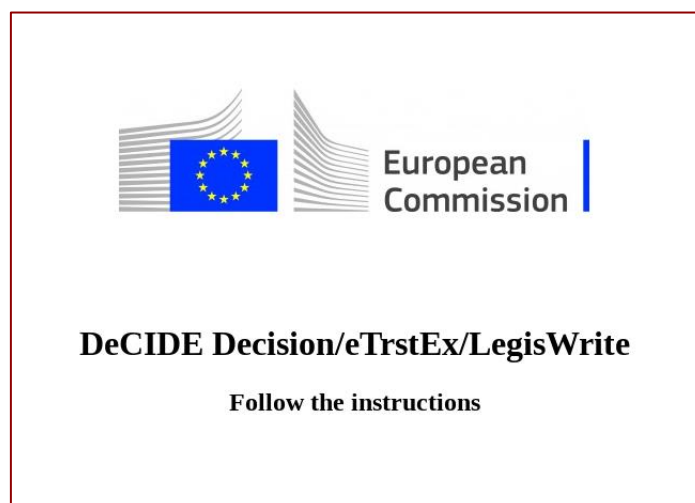 European
Commission
DeCIDE Decision/eTrstEx/LegisWrite
Follow the instructions